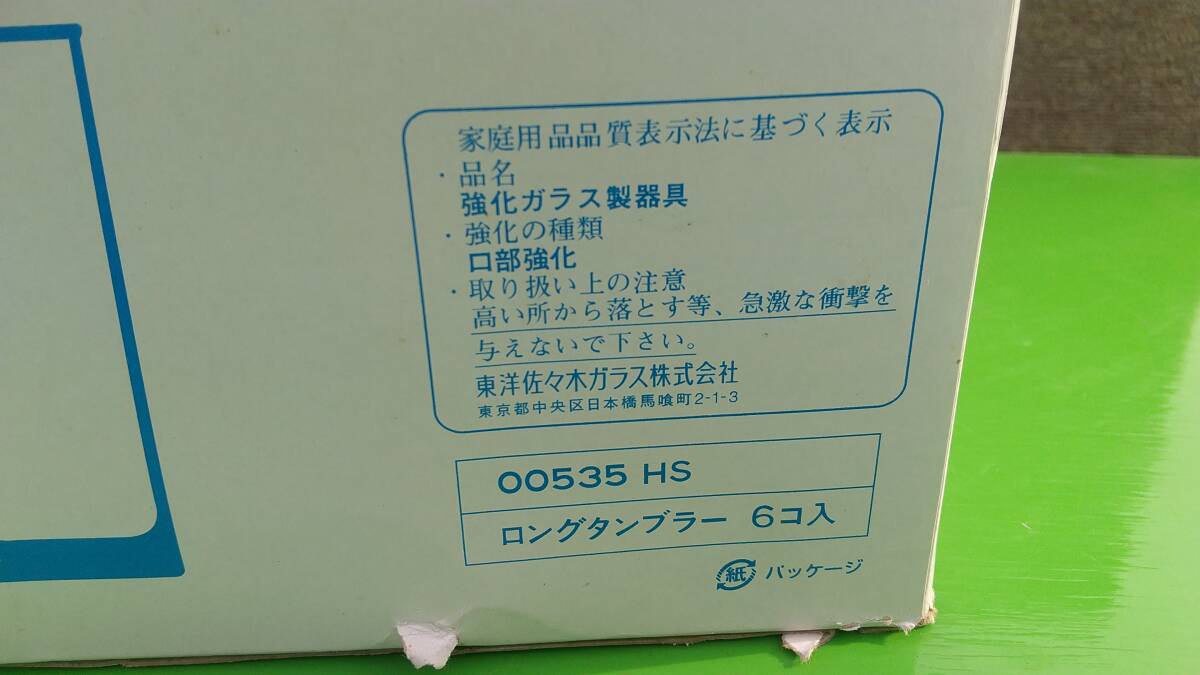 家庭用品品質表示法に基づく表示
・品名
強化ガラス製器具
・強化の種類
口部強化
・取り扱い上の注意
高い所から落とす等、急激な衝撃を
与えないで下さい。
東洋佐々木ガラス株式会社
東京都中央区日本橋馬喰町2-1-3
00535 HS
ロングタンブラー 6コ入
紙 パッケージ